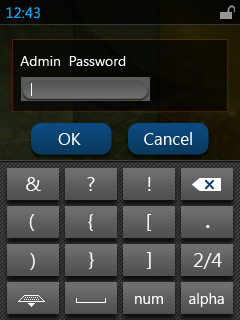 12:43
Admin Password
OK Cancel
& ? !
( { [ .
) } ] 2/4
num alpha